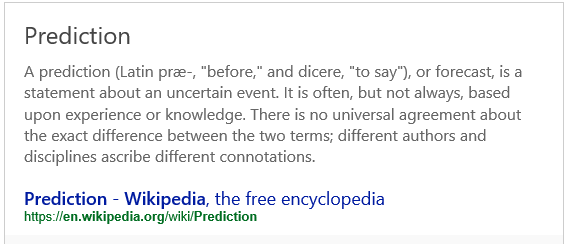 Prediction
A prediction (Latin præ-, "before," and dicere, "to say"), or forecast, is a
statement about an uncertain event. It is often, but not always, based
upon experience or knowledge. There is no universal agreement about
the exact difference between the two terms; different authors and
disciplines ascribe different connotations.
Prediction - Wikipedia, the free encyclopedia
https://en.wikipedia.org/wiki/Prediction